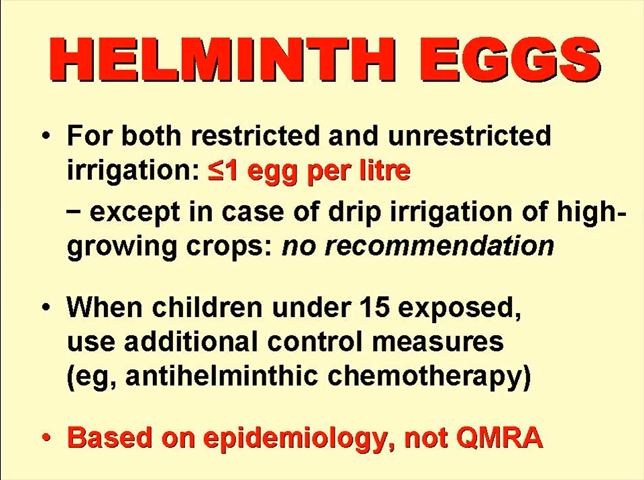 HELMINTH EGGS
• For both restricted and unrestricted
irrigation: ≤1 egg per litre
– except in case of drip irrigation of high-
growing crops: no recommendation
• When children under 15 exposed,
use additional control measures
(eg, antihelminthic chemotherapy)
• Based on epidemiology, not QMRA